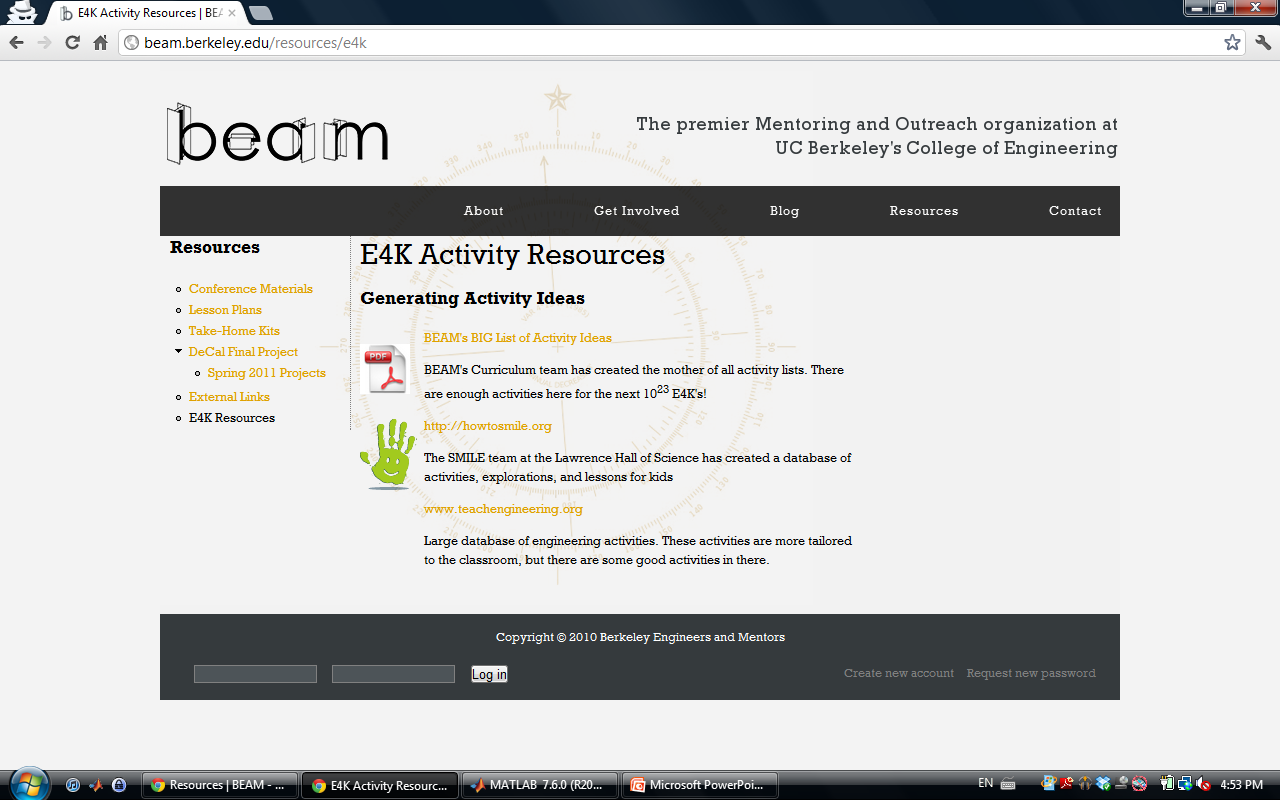 E4K Activity Resources | BEA
beam.berkeley.edu/resources/e4k
beam
The premier Mentoring and Outreach organization at
UC Berkeley's College of Engineering
About Get Involved Blog Resources Contact
Resources
Conference Materials
Lesson Plans
Take-Home Kits
DeCal Final Project
Spring 2011 Projects
External Links
E4K Resources
E4K Activity Resources
Generating Activity Ideas
PDF
BEAM's BIG List of Activity Ideas
BEAM's Curriculum team has created the mother of all activity lists. There
are enough activities here for the next 10^23 E4K's!
http://howtosmile.org
The SMILE team at the Lawrence Hall of Science has created a database of
activities, explorations, and lessons for kids
www.teachengineering.org
Large database of engineering activities. These activities are more tailored
to the classroom, but there are some good activities in there.
Copyright © 2010 Berkeley Engineers and Mentors
Log in Create new account Request new password
Resources | BEAM - ... E4K Activity Resourc... MATLAB 7.6.0 (R20... Microsoft PowerPoi... EN 4:53 PM